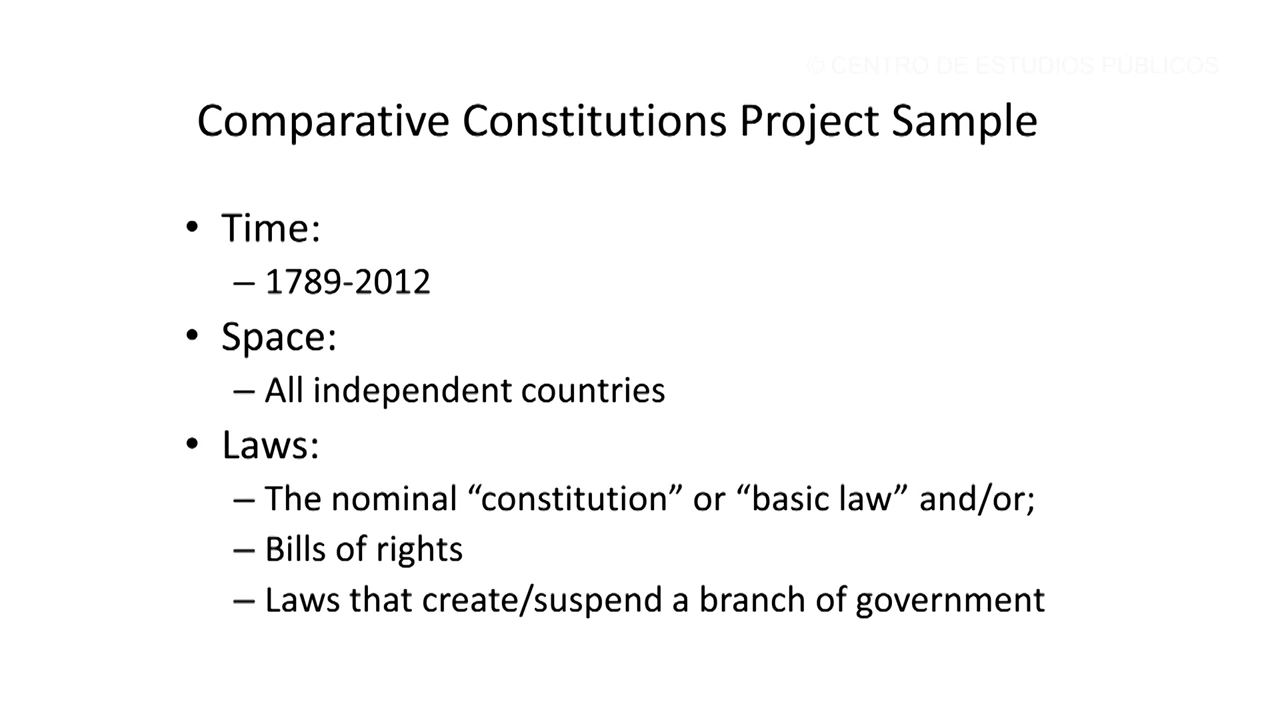 © CENTRO DE ESTUDIOS PÚBLICOS
Comparative Constitutions Project Sample
• Time:
– 1789-2012
• Space:
– All independent countries
• Laws:
– The nominal “constitution” or “basic law” and/or;
– Bills of rights
– Laws that create/suspend a branch of government